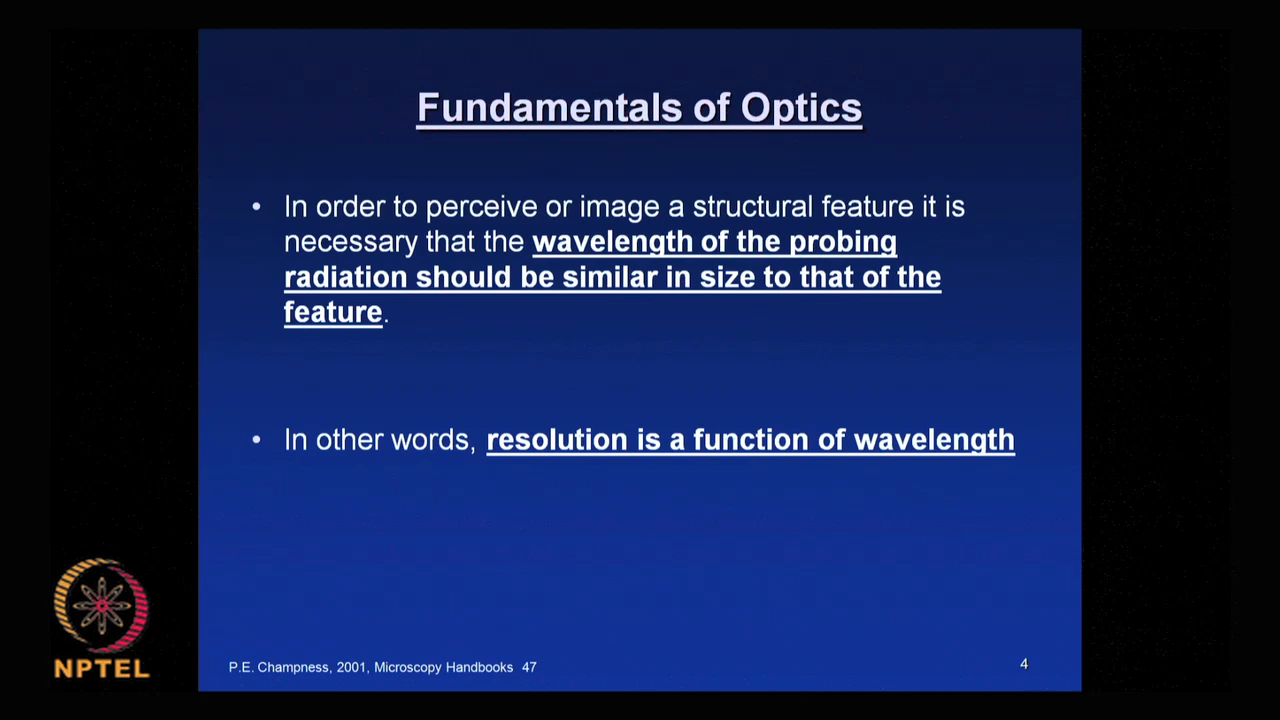 Fundamentals of Optics
• In order to perceive or image a structural feature it is
necessary that the wavelength of the probing
radiation should be similar in size to that of the
feature.
• In other words, resolution is a function of wavelength
NPTEL
P.E. Champness, 2001, Microscopy Handbooks 47
4